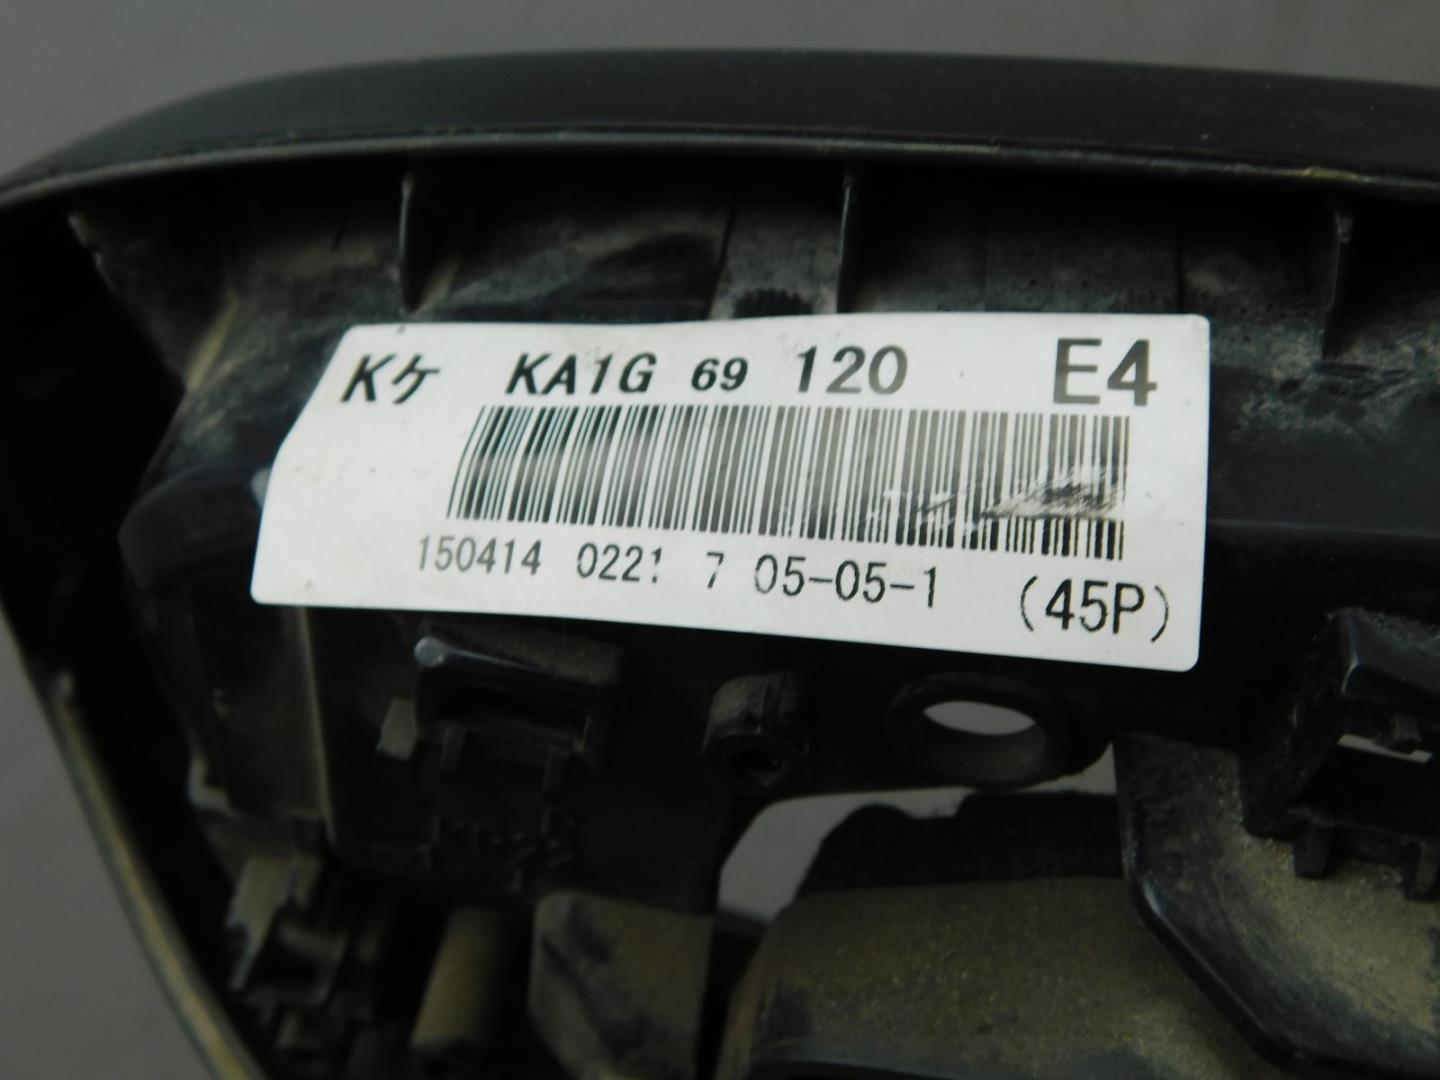 Kケ KA1G 69 120 E4
150414 0221 7 05-05-1 (45P)